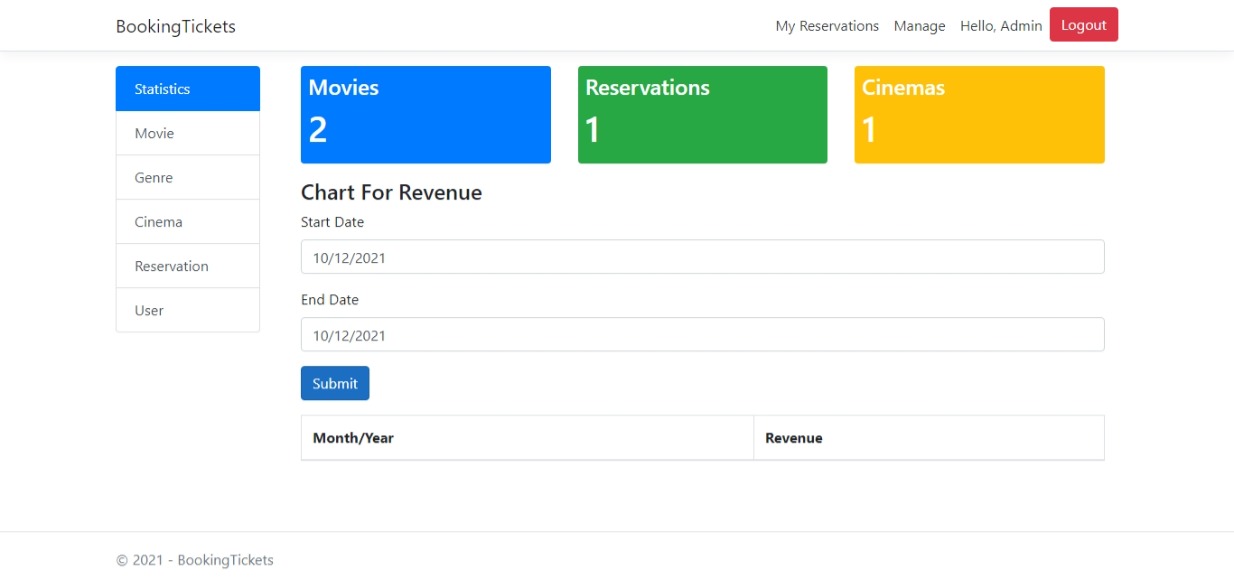 BookingTickets
My Reservations Manage Hello, Admin Logout
Statistics
Movie
Genre
Cinema
Reservation
User
Movies
2
Reservations
1
Cinemas
1
Chart For Revenue
Start Date
10/12/2021
End Date
10/12/2021
Submit
Month/Year Revenue
© 2021 - BookingTickets